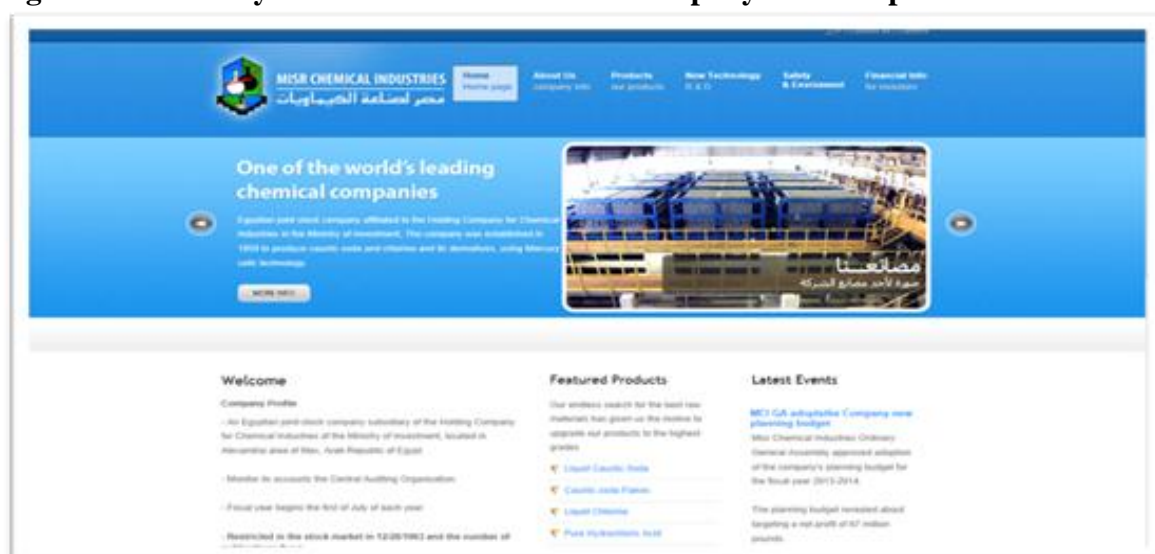 MISR CHEMICAL INDUSTRIES
مصر لصناعة الكيماويات
Home
Home page
About Us
company info
Products
our products
New Technology
R & D
Safety
& Enviroment
Financial Info
for investors
One of the world's leading
chemical companies
Egyptian joint stock company affiliated to the Holding Company for Chemical
Industries in the Ministry of Investment, This company was established in
1959 to produce caustic soda and chlorine and its derivatives, using Mercury
cells technology.
MORE INFO
مصانعنا
صورة لأحد مصانع الشركة
Welcome
Company Profile
- An Egyptian joint-stock company subsidiary of the Holding Company
for Chemical Industries of the Ministry of Investment, located in
Alexandria area of Mex, Arab Republic of Egypt
- Monitor its accounts the Central Auditing Organization
- Fiscal year begins the first of July of each year
- Restricted in the stock market in 12/28/1963 and the number of
Featured Products
Our endless search for the best raw
materials has given us the motive to
upgrade our products to the highest
grades
Liquid Caustic Soda
Caustic soda Flakes
Liquid Chlorine
Pure Hydrochloric Acid
Latest Events
MCI GA adoptsthe Company new
planning budget
Misr Chemical Industries Ordinary
General Assembly approved adoption
of the company's planning budget for
the fiscal year 2013-2014.
The planning budget revealed about
targeting a net profit of 67 million
pounds.